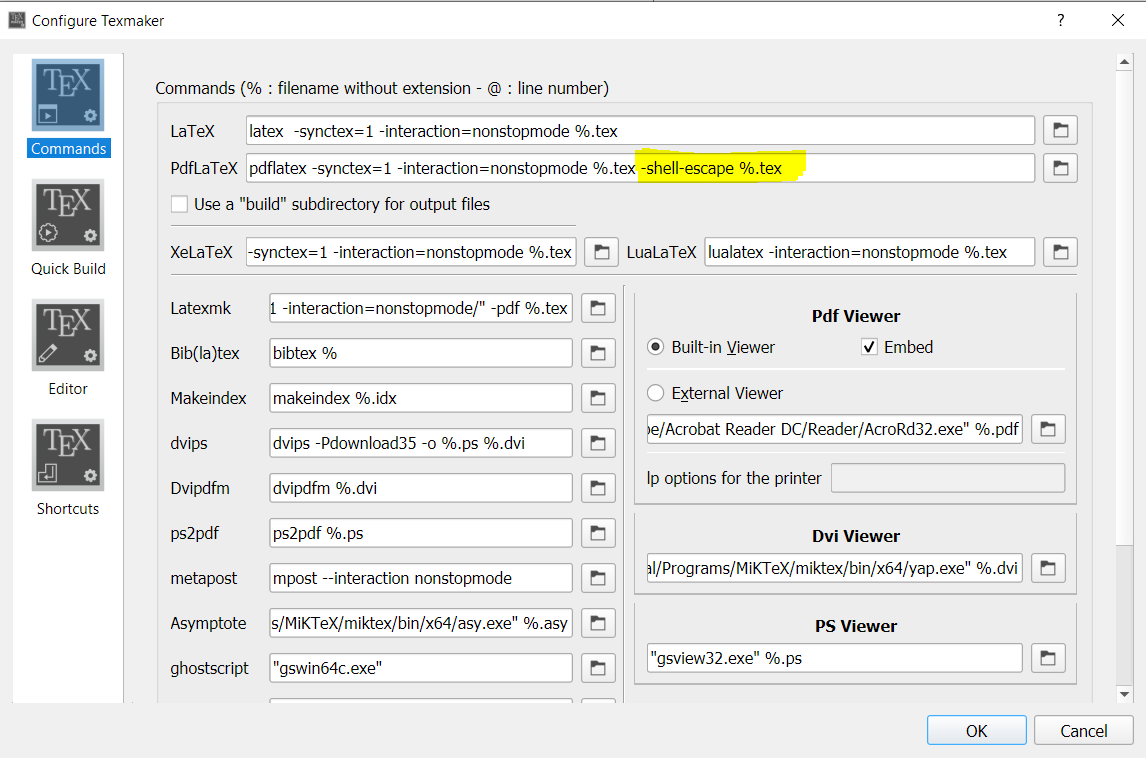 Configure Texmaker
?
Commands
Quick Build
Editor
Shortcuts
Commands (% : filename without extension - @ : line number)
LaTeX latex  -synctex=1 -interaction=nonstopmode %.tex
PdfLaTeX pdflatex -synctex=1 -interaction=nonstopmode %.tex -shell-escape %.tex
Use a "build" subdirectory for output files
XeLaTeX -synctex=1 -interaction=nonstopmode %.tex LuaLaTeX lualatex -interaction=nonstopmode %.tex
Latexmk 1 -interaction=nonstopmode/" -pdf %.tex
Bib(la)tex bibtex %
Makeindex makeindex %.idx
dvips dvips -Pdownload35 -o %.ps %.dvi
Dvipdfm dvipdfm %.dvi
ps2pdf ps2pdf %.ps
metapost mpost --interaction nonstopmode
Asymptote s/MiKTeX/miktex/bin/x64/asy.exe" %.asy
ghostscript "gswin64c.exe"
Pdf Viewer
Built-in Viewer Embed
External Viewer
be/Acrobat Reader DC/Reader/AcroRd32.exe" %.pdf
lp options for the printer
Dvi Viewer
al/Programs/MiKTeX/miktex/bin/x64/yap.exe" %.dvi
PS Viewer
"gsview32.exe" %.ps
OK Cancel